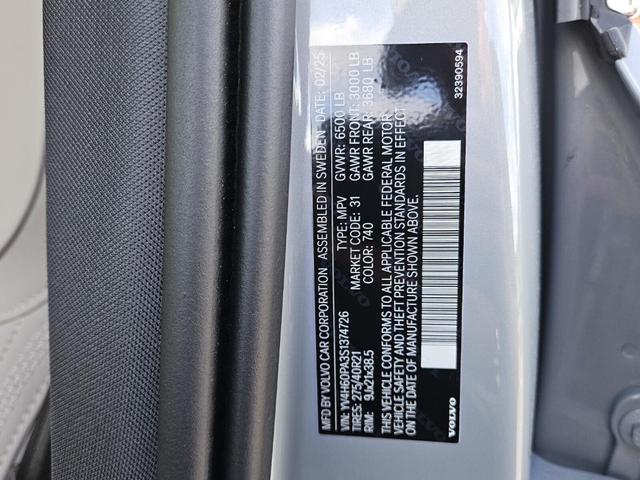 MFD BY VOLVO CAR CORPORATION ASSEMBLED IN SWEDEN DATE: 02/25
VIN: YV4H60PA3S1374726 TYPE: MPV GVWR: 6500 LB
TIRES: 275/40R21 MARKET CODE: 31 GAWR FRONT: 3000 LB
RIM: 9Jx21x38.5 COLOR: 740 GAWR REAR: 3680 LB
THIS VEHICLE CONFORMS TO ALL APPLICABLE FEDERAL MOTOR
VEHICLE SAFETY AND THEFT PREVENTION STANDARDS IN EFFECT
ON THE DATE OF MANUFACTURE SHOWN ABOVE.
VOLVO 32390594